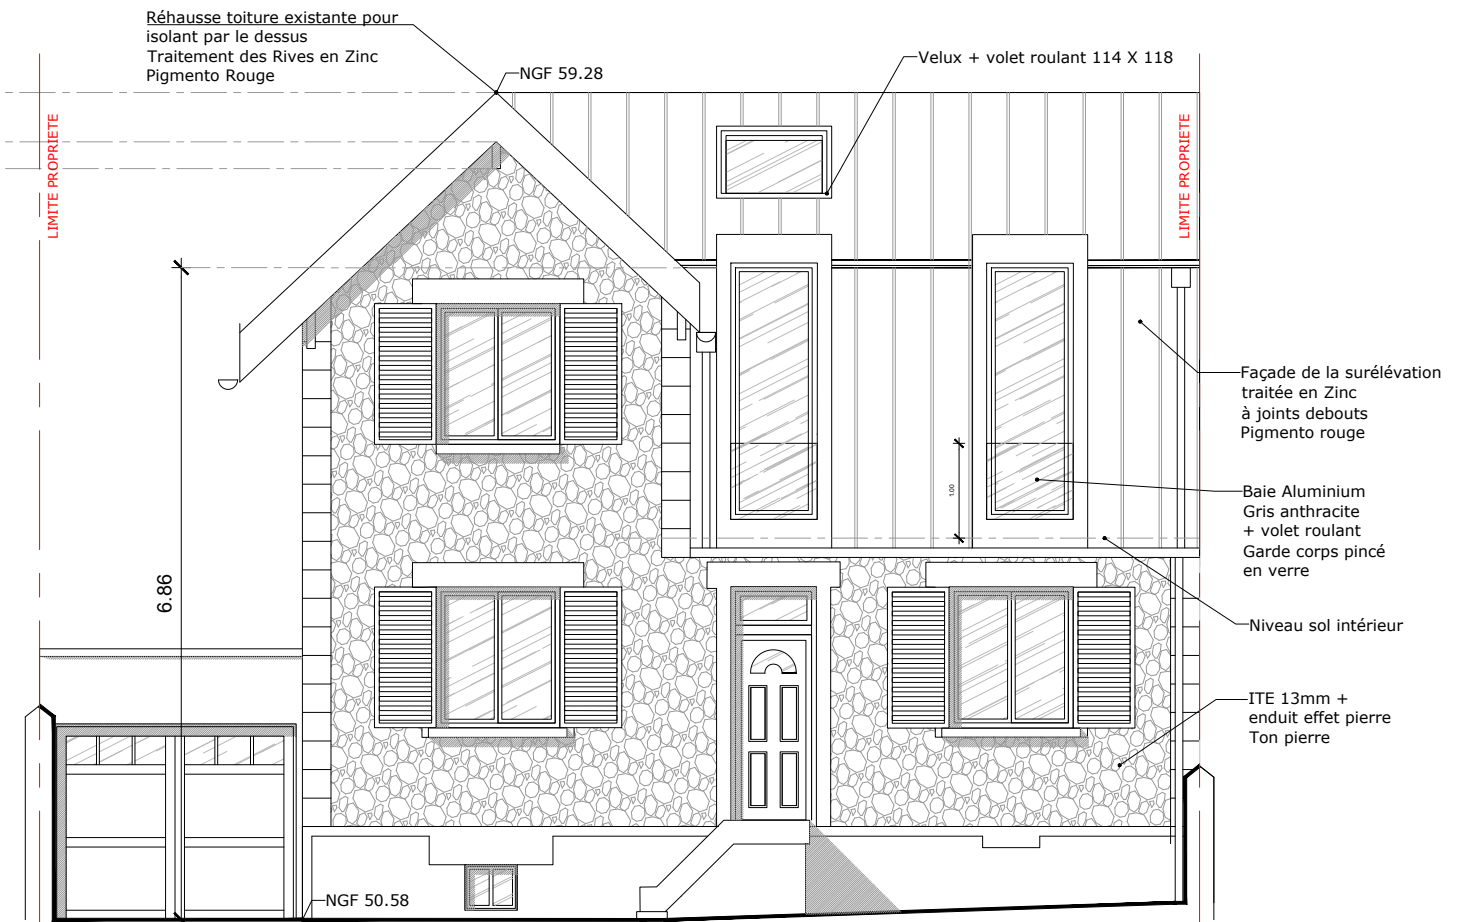 Réhausse toiture existante pour
isolant par le dessus
Traitement des Rives en Zinc
Pigmento Rouge
NGF 59.28
Velux + volet roulant 114 X 118
LIMITE PROPRIETE
LIMITE PROPRIETE
Façade de la surélévation
traitée en Zinc
à joints debouts
Pigmento rouge
1.00
Baie Aluminium
Gris anthracite
+ volet roulant
Garde corps pincé
en verre
6.86
Niveau sol intérieur
ITE 13mm +
enduit effet pierre
Ton pierre
NGF 50.58